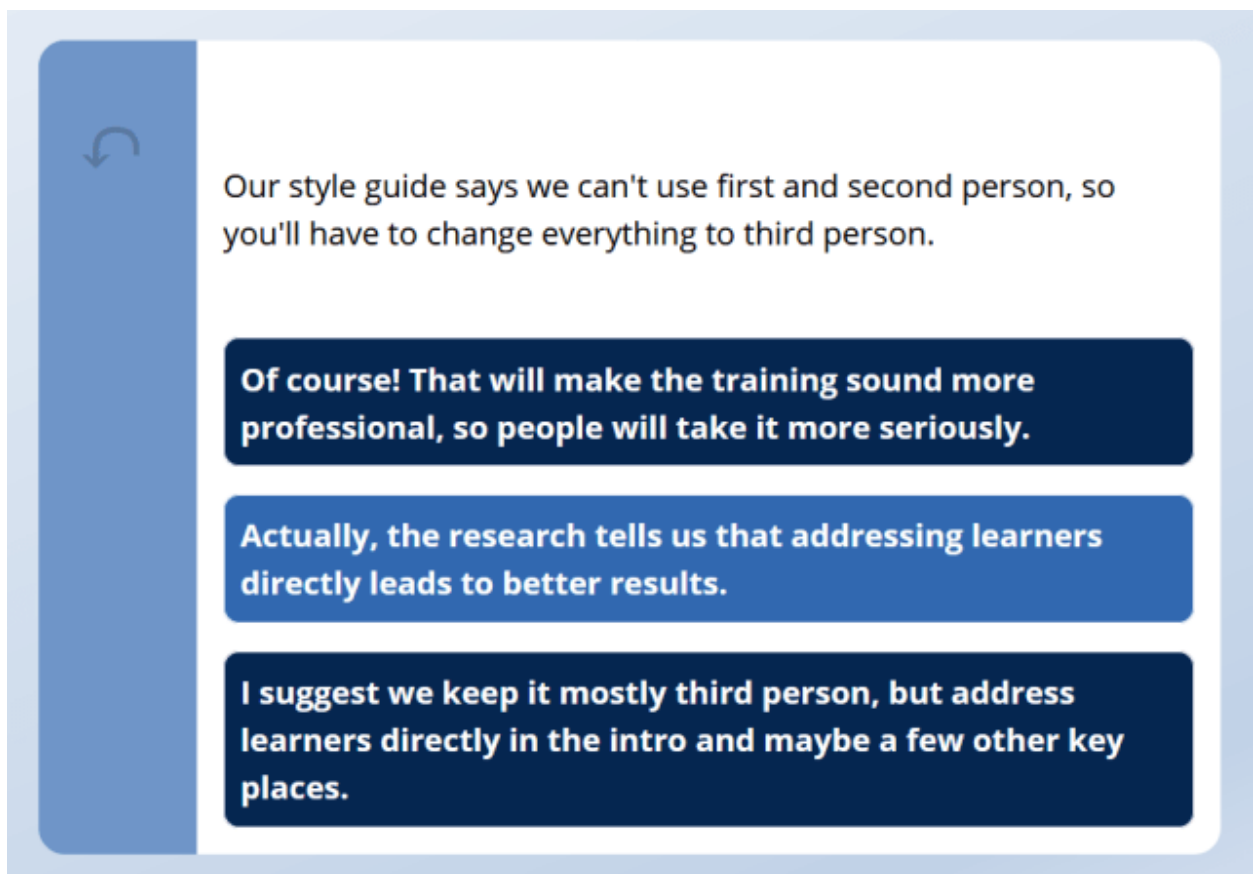 Our style guide says we can't use first and second person, so
you'll have to change everything to third person.
Of course! That will make the training sound more
professional, so people will take it more seriously.
Actually, the research tells us that addressing learners
directly leads to better results.
I suggest we keep it mostly third person, but address
learners directly in the intro and maybe a few other key
places.